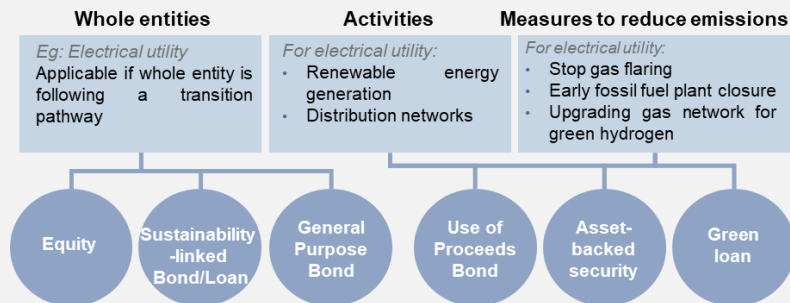 Whole entities
Eg: Electrical utility
Applicable if whole entity is
following a transition
pathway
Activities
For electrical utility:
• Renewable energy
generation
• Distribution networks
Measures to reduce emissions
For electrical utility:
• Stop gas flaring
• Early fossil fuel plant closure
• Upgrading gas network for
green hydrogen
Equity
Sustainability
-linked
Bond/Loan
General
Purpose
Bond
Use of
Proceeds
Bond
Asset-
backed
security
Green
loan